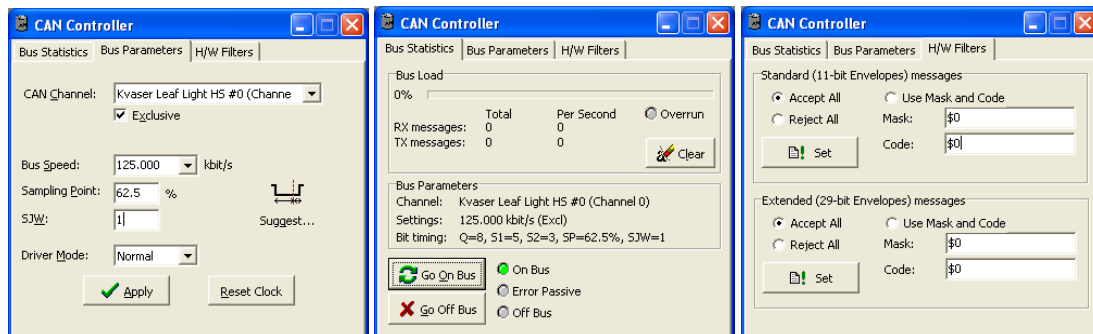 CAN Controller
Bus Statistics Bus Parameters H/W Filters
CAN Channel: Kvaser Leaf Light HS #0 (Channe
Exclusive
Bus Speed: 125.000 kbit/s
Sampling Point: 62.5 %
SJW: 1 Suggest...
Driver Mode: Normal
Apply Reset Clock
CAN Controller
Bus Statistics Bus Parameters H/W Filters
Bus Load
0%
Total Per Second Overrun
RX messages: 0 0
TX messages: 0 0
Clear
Bus Parameters
Channel: Kvaser Leaf Light HS #0 (Channel 0)
Settings: 125.000 kbit/s (Excl)
Bit timing: Q=8, S1=5, S2=3, SP=62.5%, SJW=1
Go On Bus On Bus
Error Passive
Go Off Bus Off Bus
CAN Controller
Bus Statistics Bus Parameters H/W Filters
Standard (11-bit Envelopes) messages
Accept All Use Mask and Code
Reject All Mask: $0
Set Code: $0
Extended (29-bit Envelopes) messages
Accept All Use Mask and Code
Reject All Mask: $0
Set Code: $0